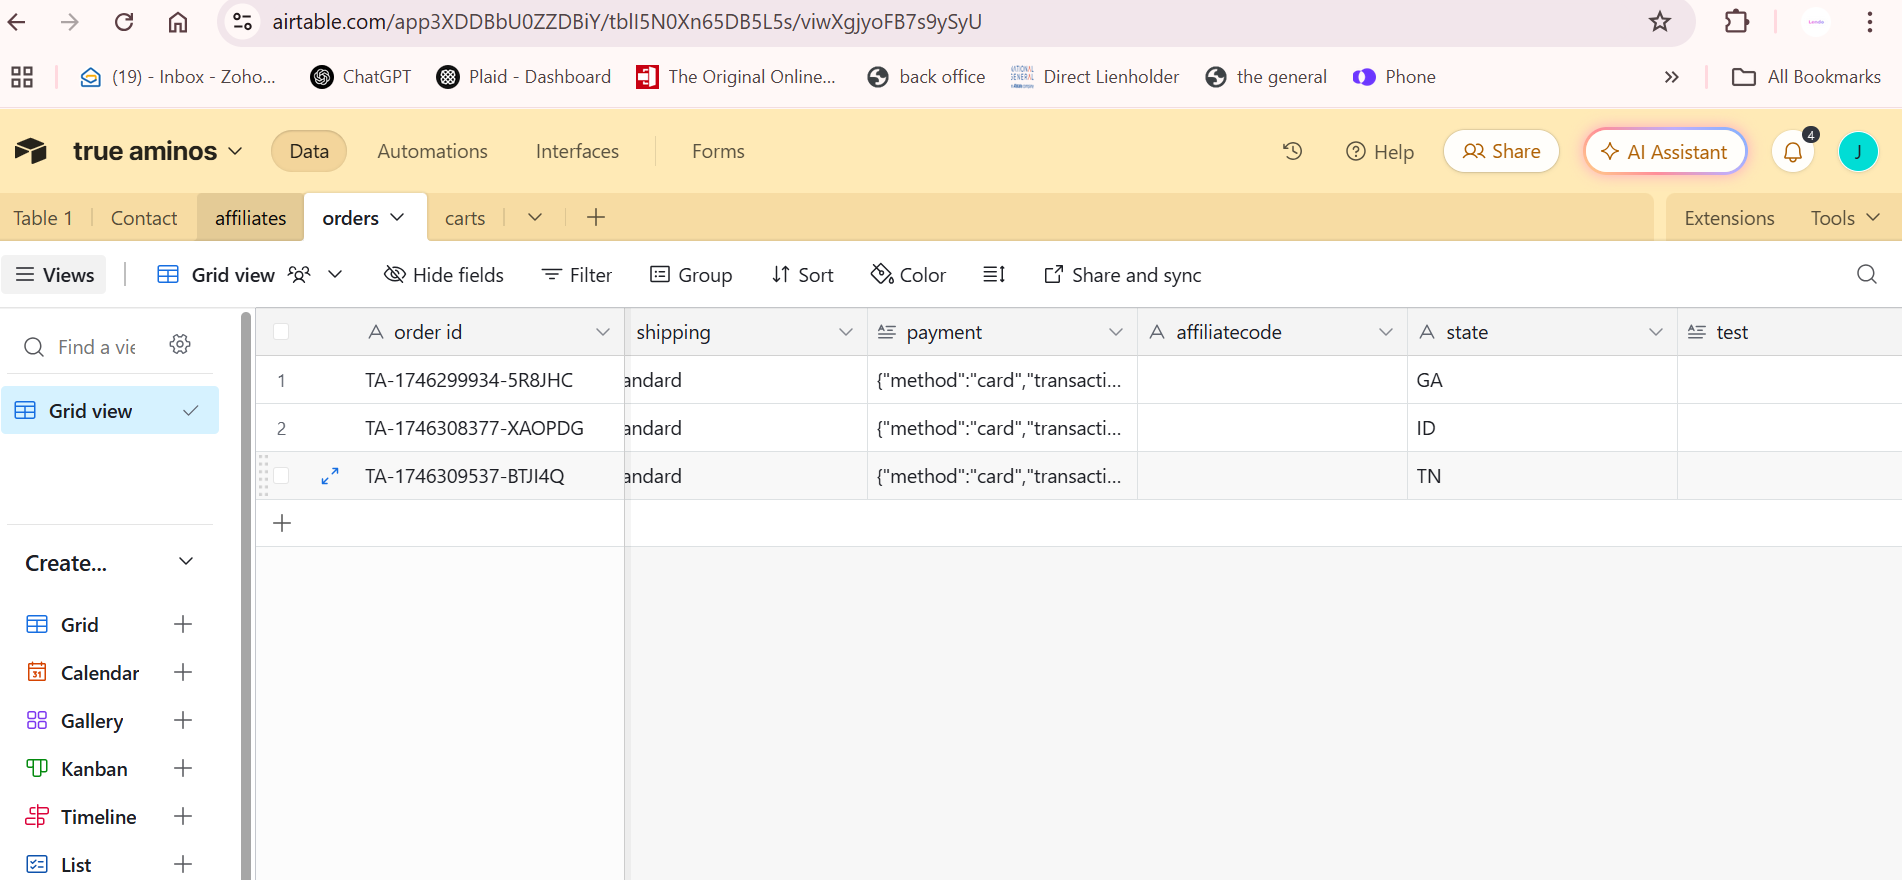 airtable.com/app3XDDBbU0ZZDBiY/tblI5N0Xn65DB5L5s/viwXgjyoFB7s9ySyU
(19) - Inbox - Zoho... ChatGPT Plaid - Dashboard The Original Online... back office Direct Lienholder the general Phone » All Bookmarks
true aminos Data Automations Interfaces Forms Help Share AI Assistant 4 J
Table 1 Contact affiliates orders carts Extensions Tools
Views Grid view Hide fields Filter Group Sort Color Share and sync
Find a vie
order id shipping payment affiliatecode state test
1 TA-1746299934-5R8JHC andard {"method":"card","transacti... GA
2 TA-1746308377-XAOPDG andard {"method":"card","transacti... ID
TA-1746309537-BTJI4Q andard {"method":"card","transacti... TN
Grid view
Create...
Grid
Calendar
Gallery
Kanban
Timeline
List